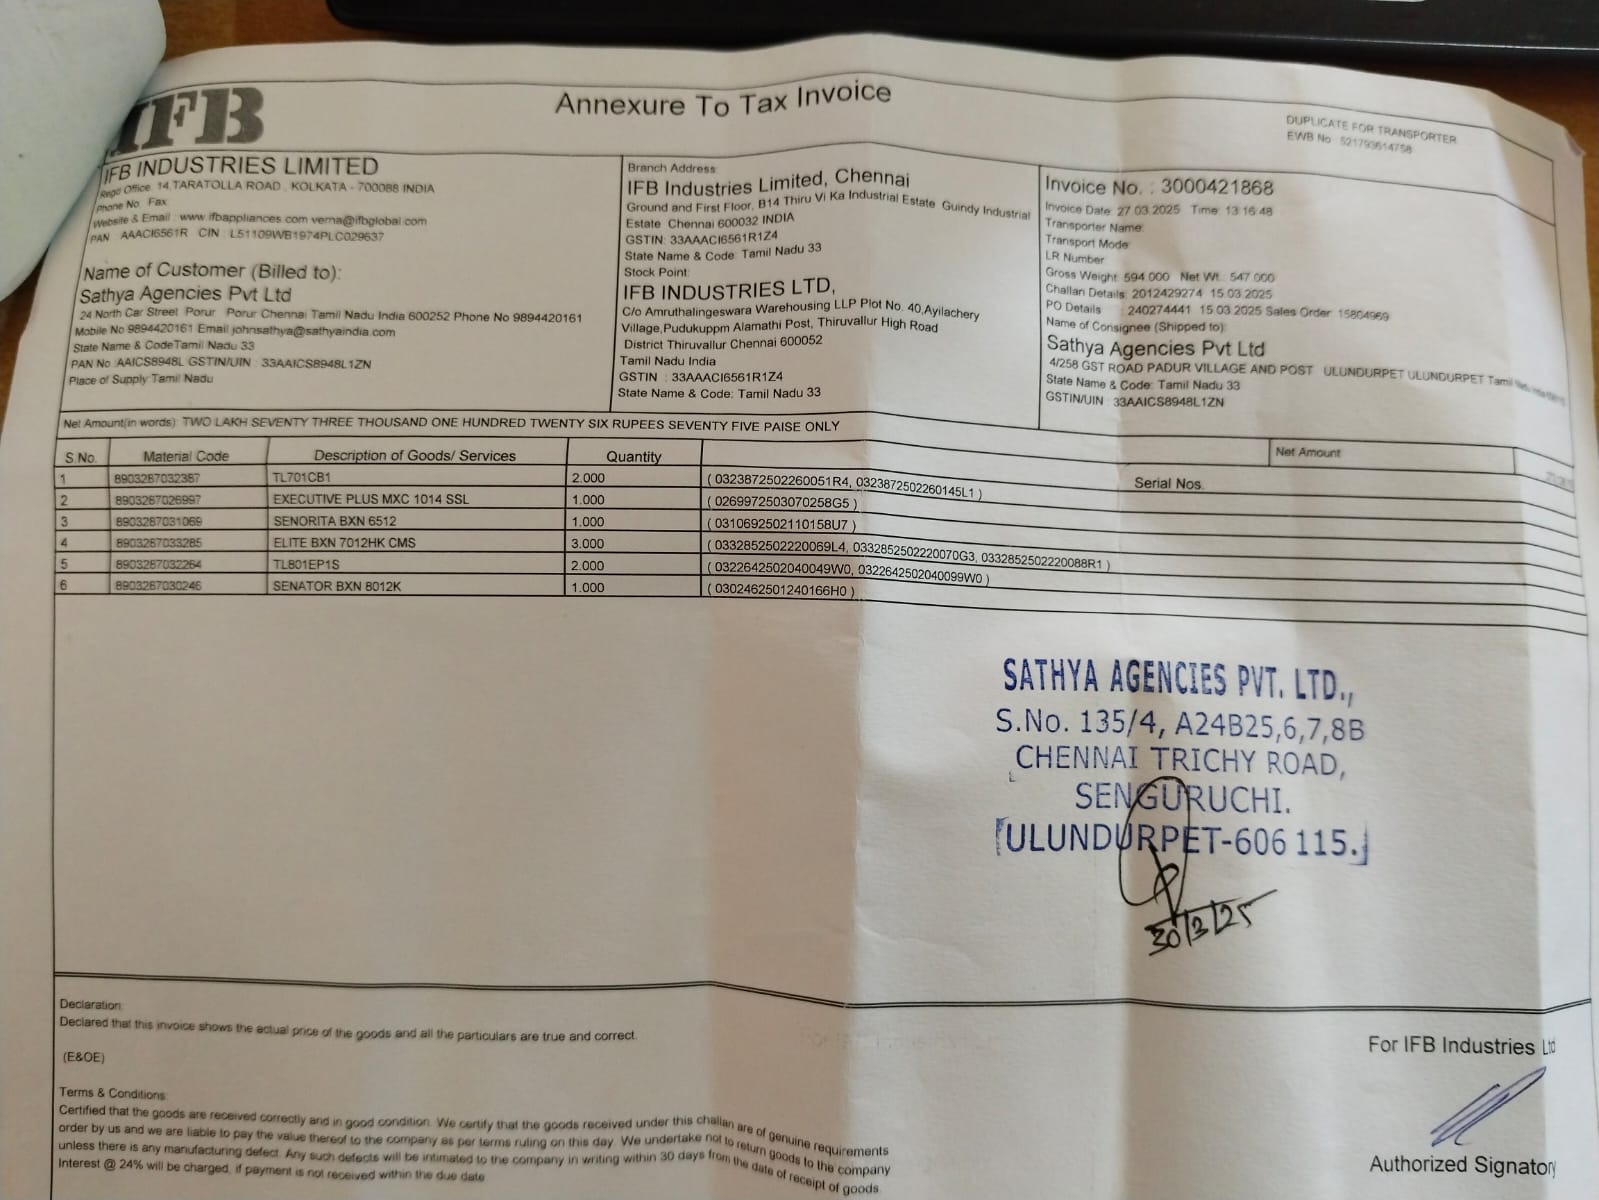 IFB
Annexure To Tax Invoice
DUPLICATE FOR TRANSPORTER
EWB No 521793614758
IFB INDUSTRIES LIMITED
Regd Office 14,TARATOLLA ROAD , KOLKATA - 700088 INDIA
Phone No Fax
Website & Email : www.ifbappliances.com verna@ifbglobal.com
PAN : AAACI6561R CIN : L51109WB1974PLC029637
Name of Customer (Billed to):
Sathya Agencies Pvt Ltd
24 North Car Street Porur Porur Chennai Tamil Nadu India 600252 Phone No 9894420161
Mobile No 9894420161 Email johnsathya@sathyaindia.com
State Name & CodeTamil Nadu 33
PAN No :AAICS8948L GSTIN/UIN : 33AAICS8948L1ZN
Place of Supply:Tamil Nadu
Branch Address:
IFB Industries Limited, Chennai
Ground and First Floor, B14 Thiru Vi Ka Industrial Estate Guindy Industrial
Estate Chennai 600032 INDIA
GSTIN: 33AAACI6561R1Z4
State Name & Code: Tamil Nadu 33
Stock Point:
IFB INDUSTRIES LTD,
C/o Amruthalingeswara Warehousing LLP Plot No. 40,Ayilachery
Village,Pudukuppm Alamathi Post, Thiruvallur High Road
District Thiruvallur Chennai 600052
Tamil Nadu India
GSTIN : 33AAACI6561R1Z4
State Name & Code: Tamil Nadu 33
Invoice No. : 3000421868
Invoice Date: 27.03.2025 Time: 13:16:48
Transporter Name:
Transport Mode:
LR Number
Gross Weight: 594.000 Net Wt.: 547.000
Challan Details: 2012429274 15.03.2025
PO Details : 240274441 15.03.2025 Sales Order: 15804969
Name of Consignee (Shipped to):
Sathya Agencies Pvt Ltd
4/258 GST ROAD PADUR VILLAGE AND POST ULUNDURPET ULUNDURPET Tamil
State Name & Code: Tamil Nadu 33
GSTIN/UIN : 33AAICS8948L1ZN
Net Amount(in words): TWO LAKH SEVENTY THREE THOUSAND ONE HUNDRED TWENTY SIX RUPEES SEVENTY FIVE PAISE ONLY
Net Amount
S.No. Material Code Description of Goods/ Services Quantity Serial Nos.
1 8903287032387 TL701CB1 2.000 ( 0323872502260051R4, 0323872502260145L1 )
2 8903287026997 EXECUTIVE PLUS MXC 1014 SSL 1.000 ( 0269972503070258G5 )
3 8903287031069 SENORITA BXN 6512 1.000 ( 0310692502110158U7 )
4 8903287033285 ELITE BXN 7012HK CMS 3.000 ( 0332852502220069L4, 0332852502220070G3, 0332852502220088R1 )
5 8903287032264 TL801EP1S 2.000 ( 0322642502040049W0, 0322642502040099W0 )
6 8903287030246 SENATOR BXN 8012K 1.000 ( 0302462501240166H0 )
SATHYA AGENCIES PVT. LTD.,
S.No. 135/4, A24B25,6,7,8B
CHENNAI TRICHY ROAD,
SENGURUCHI.
ULUNDURPET-606 115.
30/3/25
Declaration:
Declared that this invoice shows the actual price of the goods and all the particulars are true and correct.
(E&OE)
For IFB Industries Ltd
Terms & Conditions
Certified that the goods are received correctly and in good condition. We certify that the goods received under this challan are of genuine requirements
order by us and we are liable to pay the value thereof to the company as per terms ruling on this day. We undertake not to return goods to the company
unless there is any manufacturing defect. Any such defects will be intimated to the company in writing within 30 days from the date of receipt of goods
Interest @ 24% will be charged, if payment is not received within the due date
Authorized Signatory